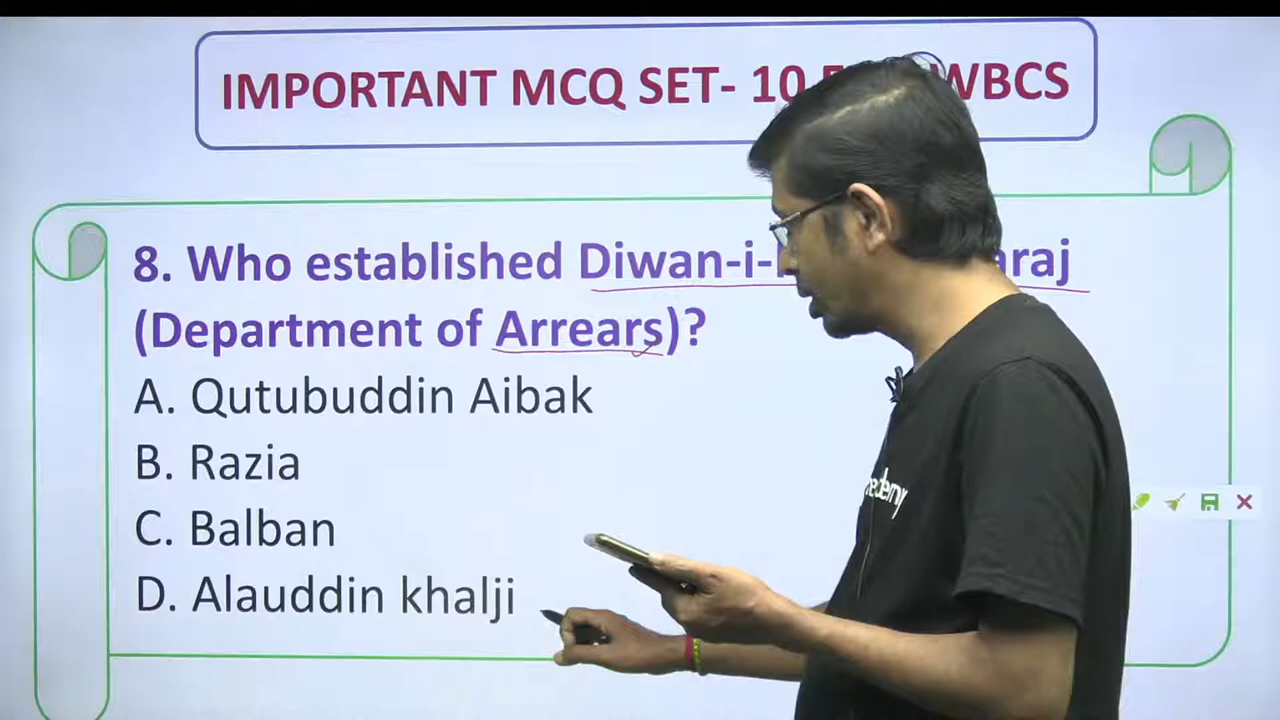 IMPORTANT MCQ SET- 10 WBCS
8. Who established Diwan-i- araj
(Department of Arrears)?
A. Qutubuddin Aibak
B. Razia
C. Balban
D. Alauddin khalji